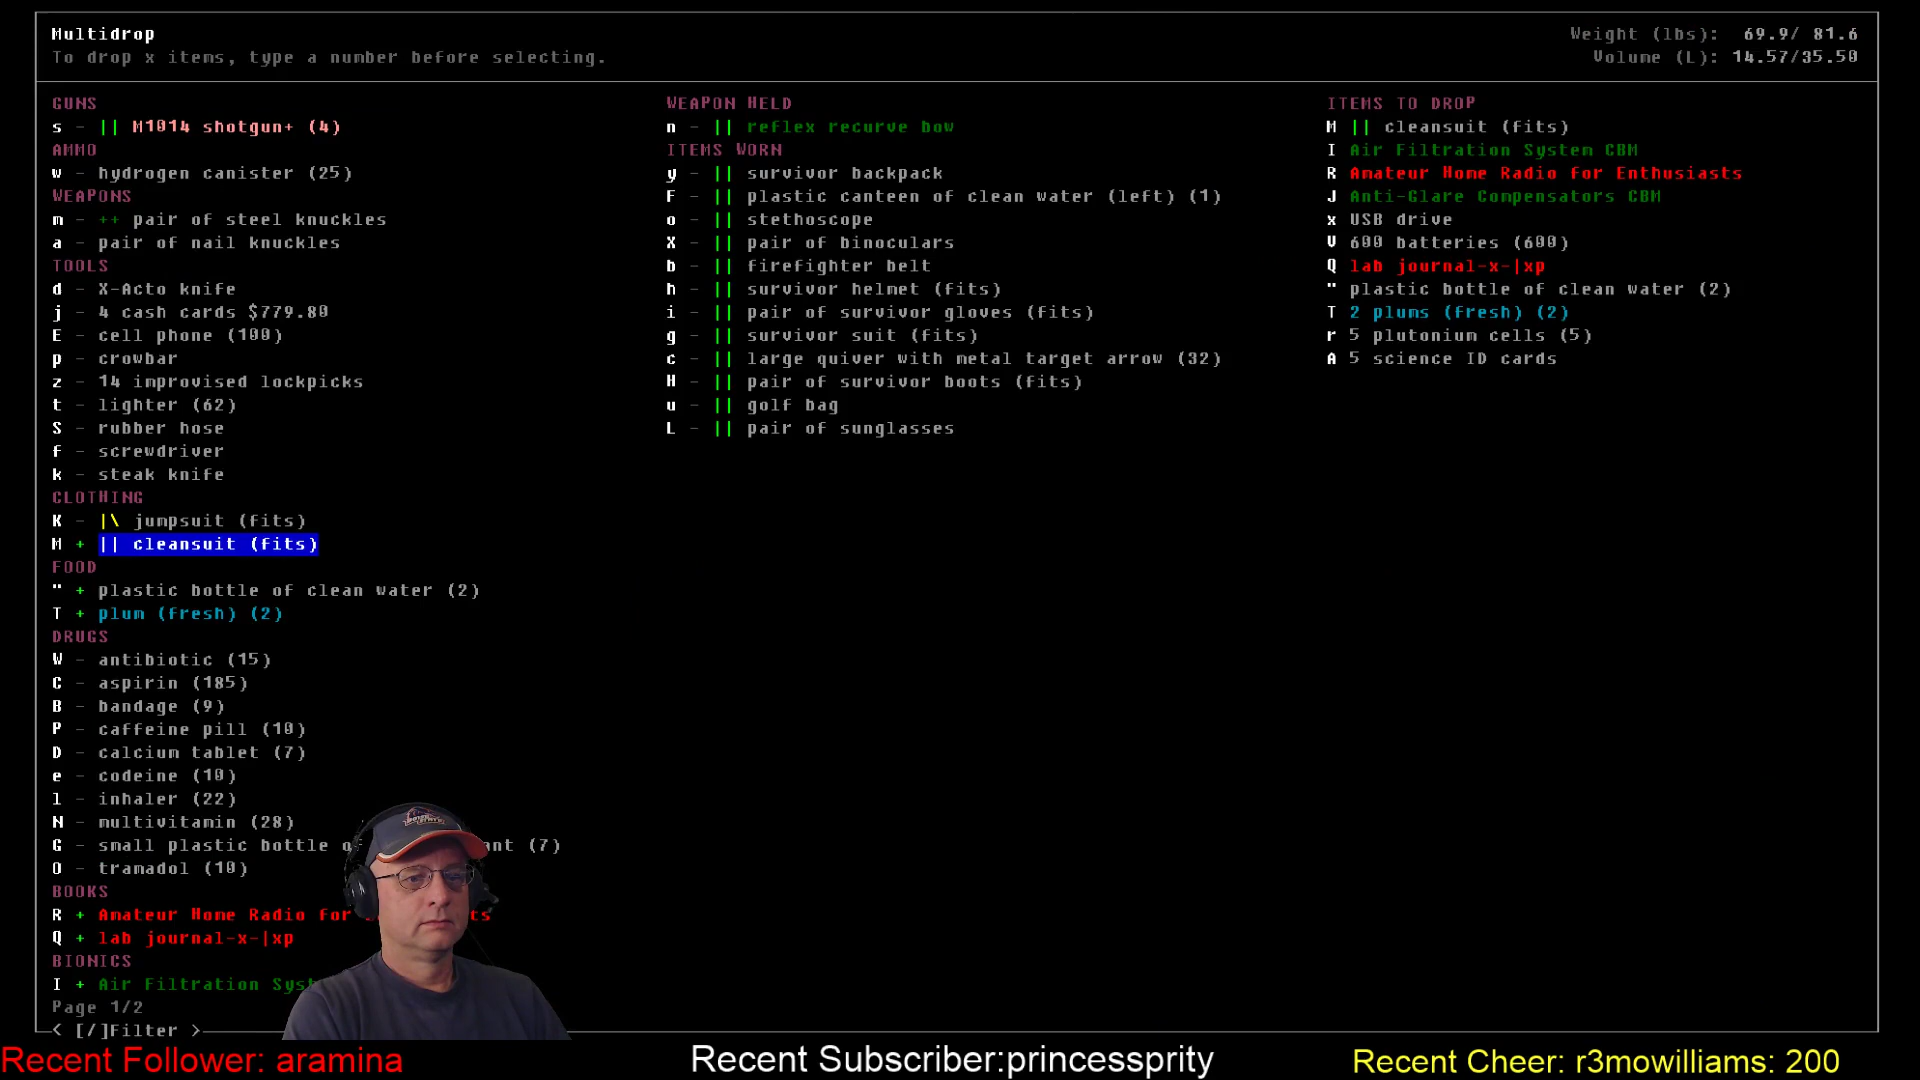 Multidrop
To drop x items, type a number before selecting.
Weight (lbs): 69.9/ 81.6
Volume (L): 14.57/35.50
GUNS
s - || M1014 shotgun+ (4)
AMMO
w - hydrogen canister (25)
WEAPONS
m - ++ pair of steel knuckles
a - pair of nail knuckles
TOOLS
d - X-Acto knife
j - 4 cash cards $779.80
E - cell phone (100)
p - crowbar
z - 14 improvised lockpicks
t - lighter (62)
S - rubber hose
f - screwdriver
k - steak knife
CLOTHING
K - |\ jumpsuit (fits)
M + || cleansuit (fits)
FOOD
" + plastic bottle of clean water (2)
T + plum (fresh) (2)
DRUGS
W - antibiotic (15)
C - aspirin (185)
B - bandage (9)
P - caffeine pill (10)
D - calcium tablet (7)
e - codeine (10)
l - inhaler (22)
N - multivitamin (28)
G - small plastic bottle (7)
O - tramadol (10)
BOOKS
R + Amateur Home Radio for
Q + lab journal-x-|xp
BIONICS
I + Air Filtration
Page 1/2
< [/]Filter >
WEAPON HELD
n - || reflex recurve bow
ITEMS WORN
y - || survivor backpack
F - || plastic canteen of clean water (left) (1)
o - || stethoscope
X - || pair of binoculars
b - || firefighter belt
h - || survivor helmet (fits)
i - || pair of survivor gloves (fits)
g - || survivor suit (fits)
c - || large quiver with metal target arrow (32)
H - || pair of survivor boots (fits)
u - || golf bag
L - || pair of sunglasses
ITEMS TO DROP
M || cleansuit (fits)
I Air Filtration System CBM
R Amateur Home Radio for Enthusiasts
J Anti-Glare Compensators CBM
x USB drive
V 600 batteries (600)
Q lab journal-x-|xp
" plastic bottle of clean water (2)
T 2 plums (fresh) (2)
r 5 plutonium cells (5)
A 5 science ID cards
Recent Follower: aramina
Recent Subscriber:princessprity
Recent Cheer: r3mowilliams: 200